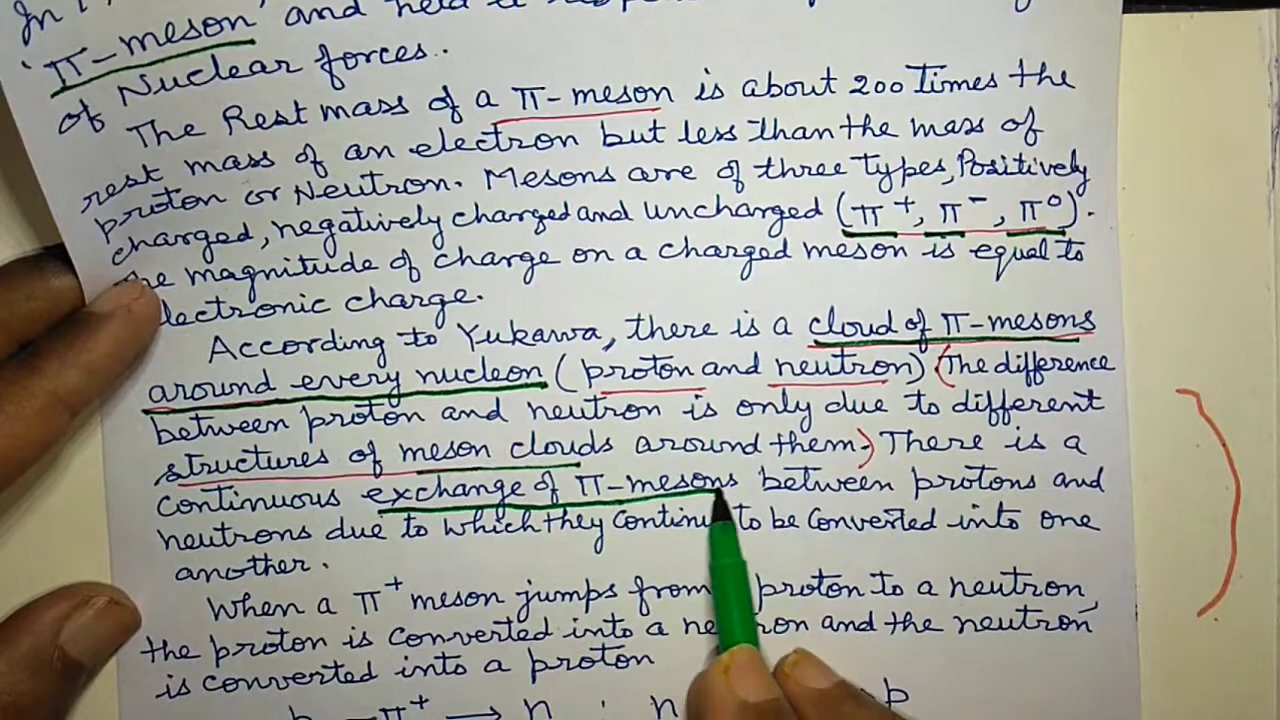 In
'π-meson' and held it
of Nuclear forces.
The Rest mass of a π-meson is about 200 Times the
rest mass of an electron but less than the mass of
proton or Neutron. Mesons are of three types, Positively
charged, negatively charged and uncharged (π⁺, π⁻, π⁰).
The magnitude of charge on a charged meson is equal to
lectronic charge.
According to Yukawa, there is a cloud of π-mesons
around every nucleon (proton and neutron) (The difference
between proton and neutron is only due to different
structures of meson clouds around them) There is a
continuous exchange of π-mesons between protons and
neutrons due to which they continu to be converted into one
another.
When a π⁺ meson jumps from proton to a neutron,
the proton is converted into a neutron and the neutron
is converted into a proton
p - π⁺ → n ; n p